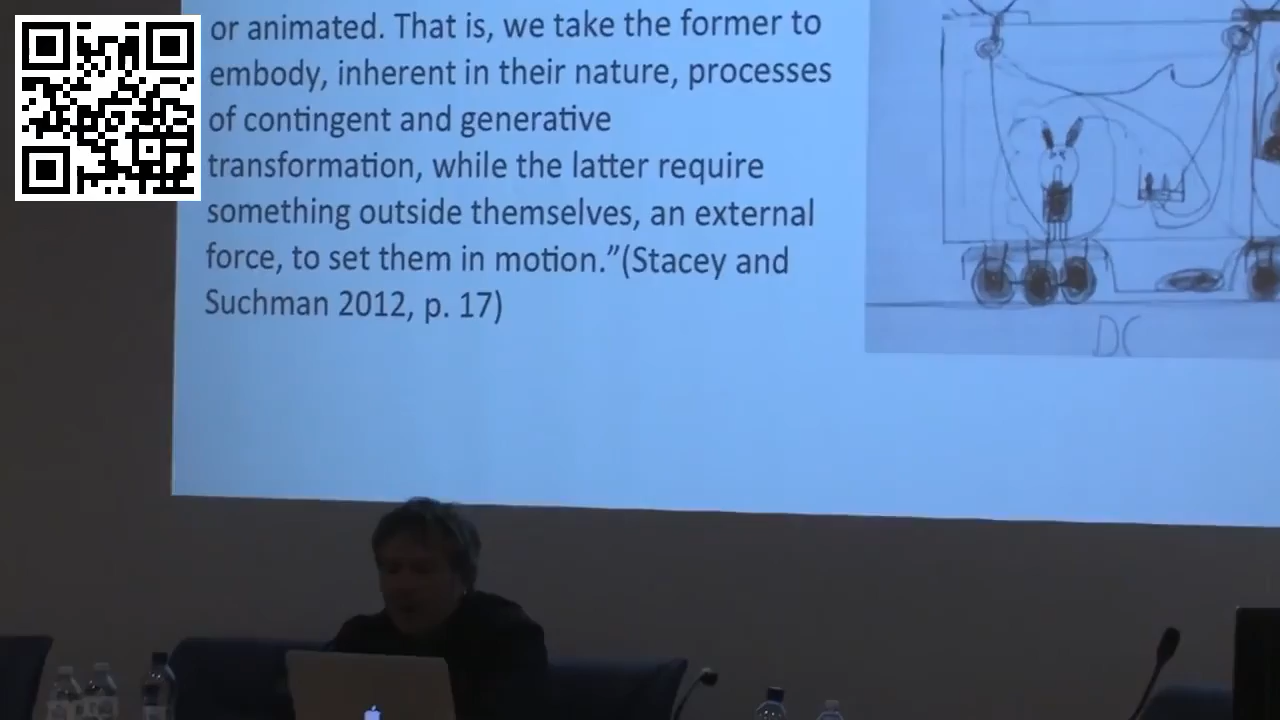 or animated. That is, we take the former to
embody, inherent in their nature, processes
of contingent and generative
transformation, while the latter require
something outside themselves, an external
force, to set them in motion.”(Stacey and
Suchman 2012, p. 17)
DC